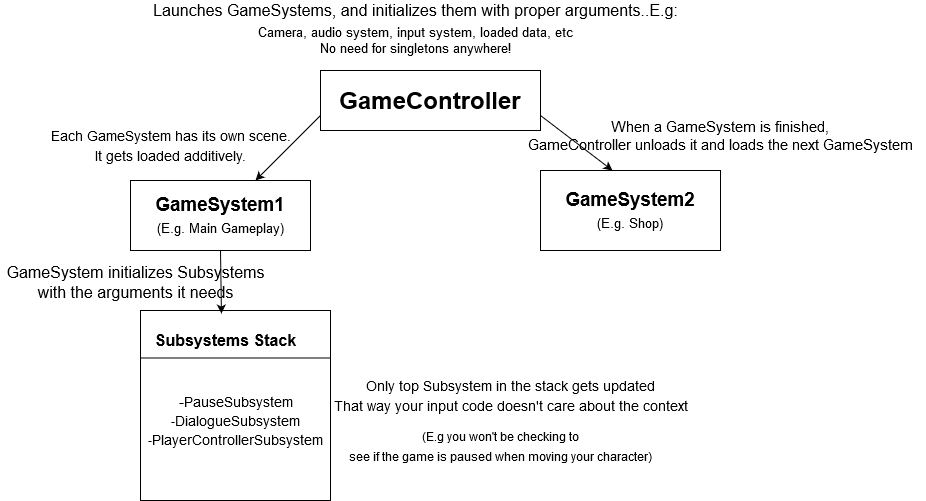 Launches GameSystems, and initializes them with proper arguments..E.g:
Camera, audio system, input system, loaded data, etc
No need for singletons anywhere!
GameController
Each GameSystem has its own scene.
It gets loaded additively.
When a GameSystem is finished,
GameController unloads it and loads the next GameSystem
GameSystem1
(E.g. Main Gameplay)
GameSystem2
(E.g. Shop)
GameSystem initializes Subsystems
with the arguments it needs
Subsystems Stack
-PauseSubsystem
-DialogueSubsystem
-PlayerControllerSubsystem
Only top Subsystem in the stack gets updated
That way your input code doesn't care about the context
(E.g you won't be checking to
see if the game is paused when moving your character)